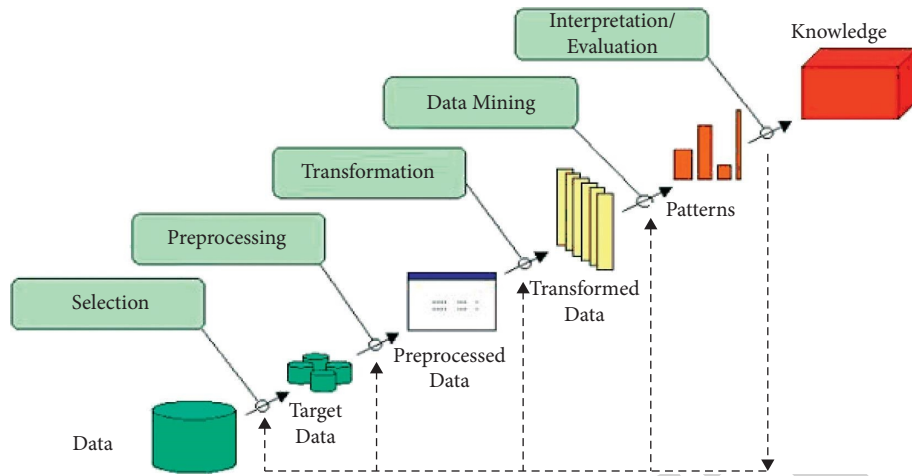 Interpretation/
Evaluation
Knowledge
Data Mining
Transformation
Patterns
Preprocessing
Transformed
Data
Selection
Preprocessed
Data
Target
Data
Data